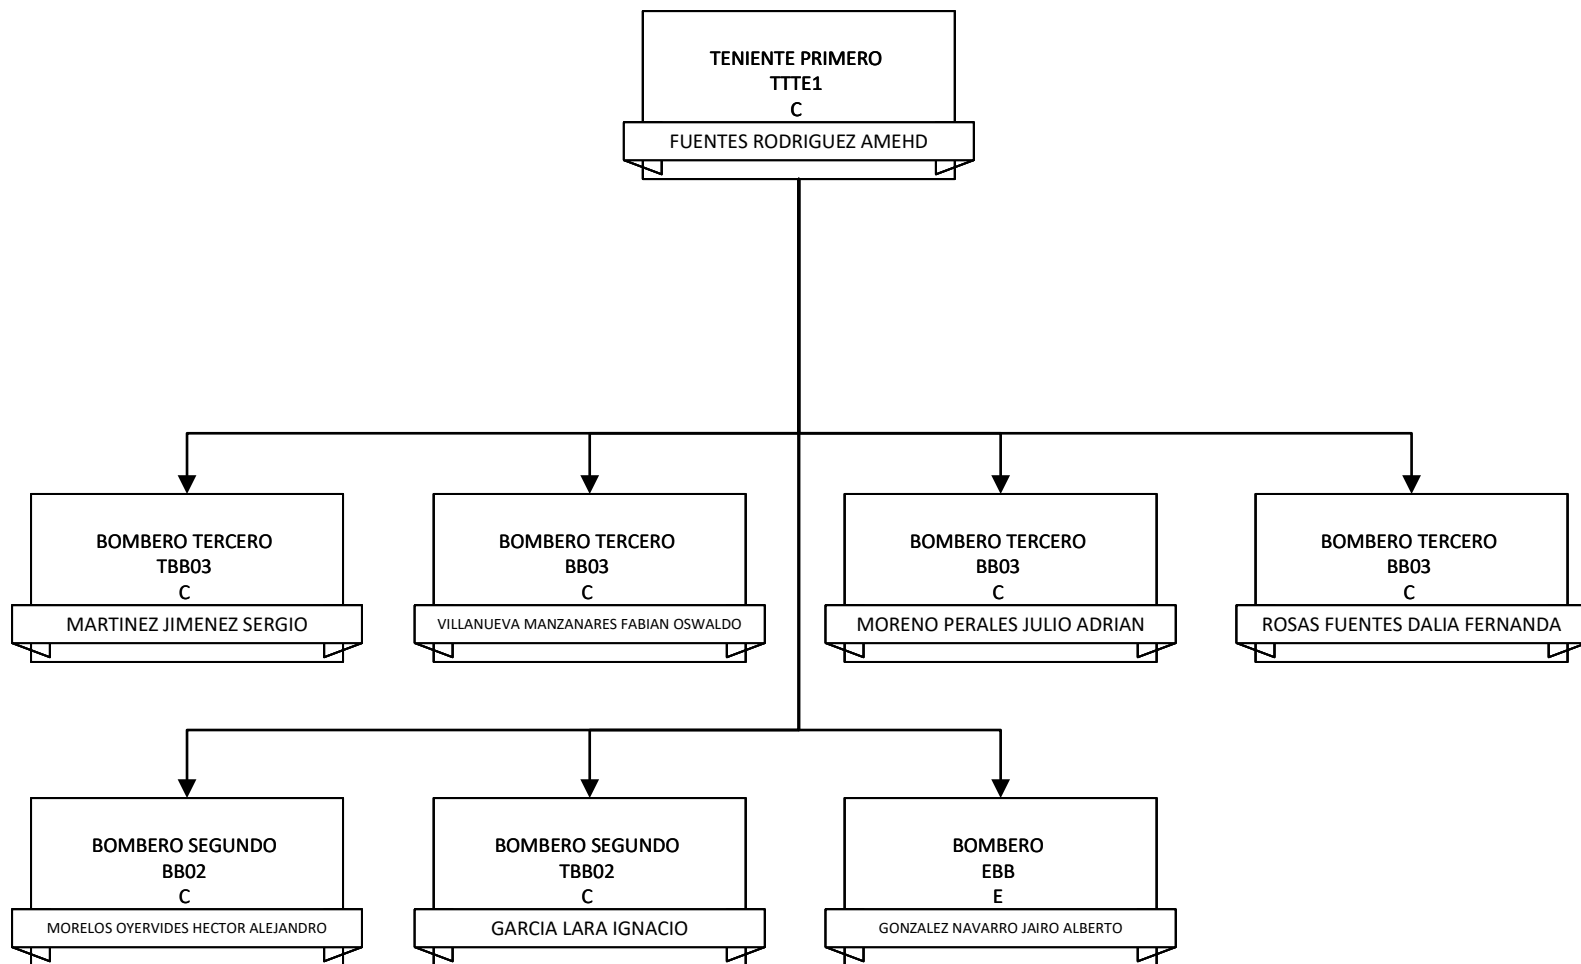 TENIENTE PRIMERO
TTTE1
C
FUENTES RODRIGUEZ AMEHD
BOMBERO TERCERO
TBB03
C
MARTINEZ JIMENEZ SERGIO
BOMBERO TERCERO
BB03
C
VILLANUEVA MANZANARES FABIAN OSWALDO
BOMBERO TERCERO
BB03
C
MORENO PERALES JULIO ADRIAN
BOMBERO TERCERO
BB03
C
ROSAS FUENTES DALIA FERNANDA
BOMBERO SEGUNDO
BB02
C
MORELOS OYERVIDES HECTOR ALEJANDRO
BOMBERO SEGUNDO
TBB02
C
GARCIA LARA IGNACIO
BOMBERO
EBB
E
GONZALEZ NAVARRO JAIRO ALBERTO